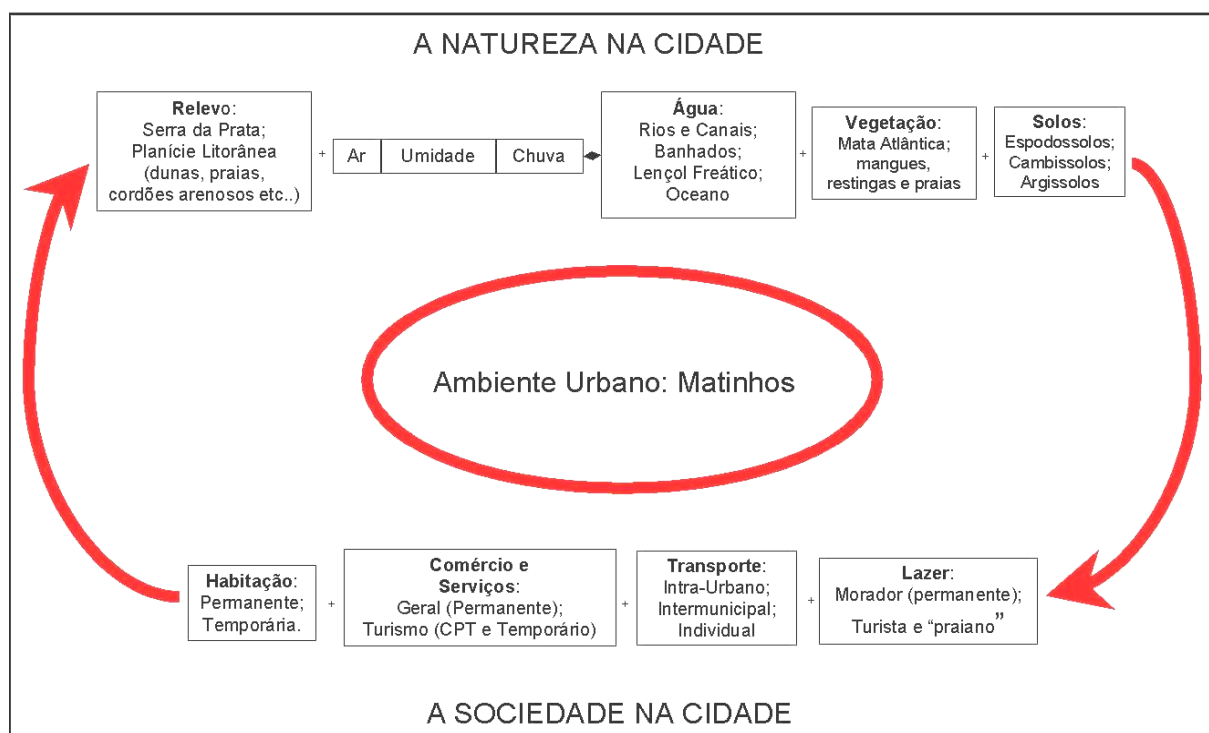 A NATUREZA NA CIDADE
Relevo:
Serra da Prata;
Planície Litorânea
(dunas, praias,
cordões arenosos etc..)
+
Ar
Umidade
Chuva
Água:
Rios e Canais;
Banhados;
Lençol Freático;
Oceano
+
Vegetação:
Mata Atlântica;
mangues,
restingas e praias
+
Solos:
Espodossolos;
Cambissolos;
Argissolos
Ambiente Urbano: Matinhos
Habitação:
Permanente;
Temporária.
+
Comércio e
Serviços:
Geral (Permanente);
Turismo (CPT e Temporário)
+
Transporte:
Intra-Urbano;
Intermunicipal;
Individual
+
Lazer:
Morador (permanente);
Turista e “praiano”
A SOCIEDADE NA CIDADE